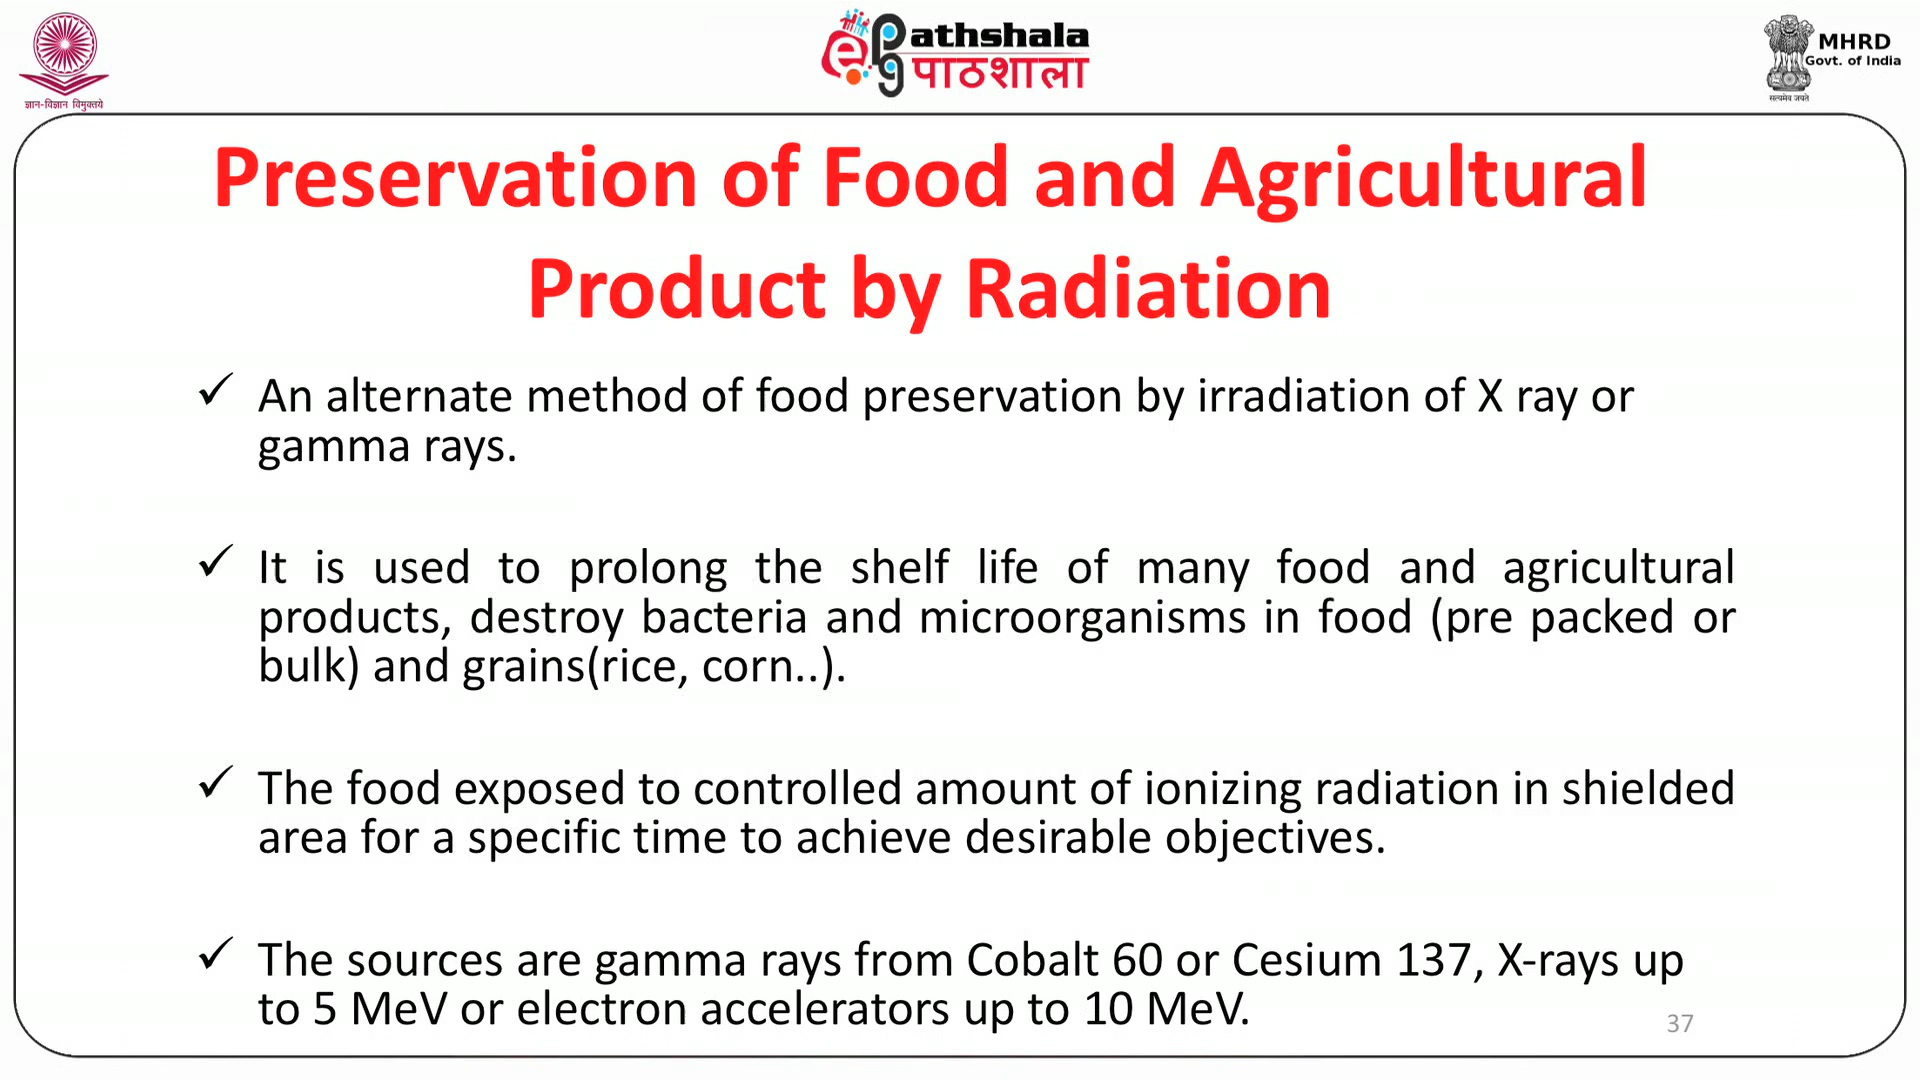 ज्ञान-विज्ञान विमुक्तये
ePG athshala
पाठशाला
MHRD
Govt. of India
सत्यमेव जयते
Preservation of Food and Agricultural
Product by Radiation
✓ An alternate method of food preservation by irradiation of X ray or
gamma rays.
✓ It is used to prolong the shelf life of many food and agricultural
products, destroy bacteria and microorganisms in food (pre packed or
bulk) and grains(rice, corn..).
✓ The food exposed to controlled amount of ionizing radiation in shielded
area for a specific time to achieve desirable objectives.
✓ The sources are gamma rays from Cobalt 60 or Cesium 137, X-rays up
to 5 MeV or electron accelerators up to 10 MeV.
37